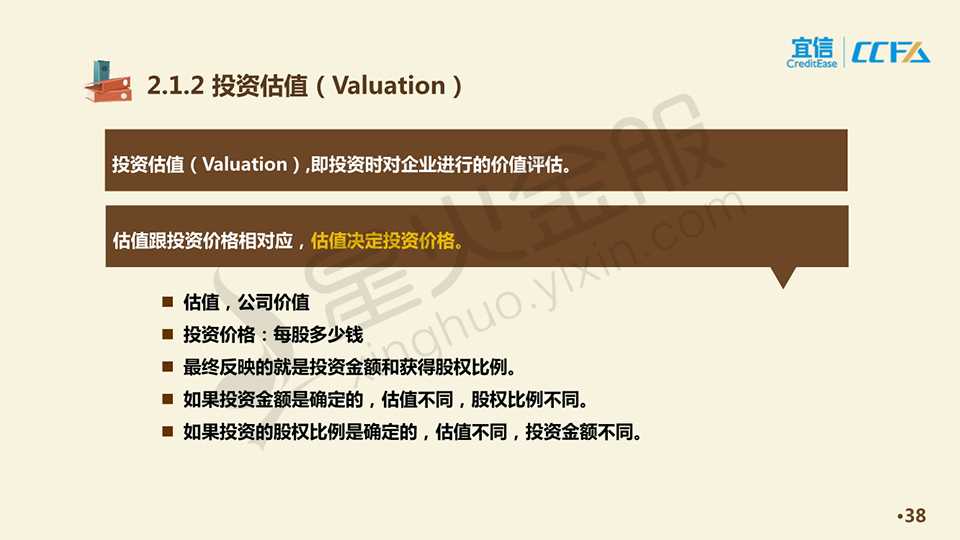 宜信
CreditEase
CCFA
2.1.2 投资估值（Valuation）
投资估值（Valuation）,即投资时对企业进行的价值评估。
估值跟投资价格相对应，估值决定投资价格。
■ 估值，公司价值
■ 投资价格：每股多少钱
■ 最终反映的就是投资金额和获得股权比例。
■ 如果投资金额是确定的，估值不同，股权比例不同。
■ 如果投资的股权比例是确定的，估值不同，投资金额不同。
星火金服
xinghuo.yixin.com
•38